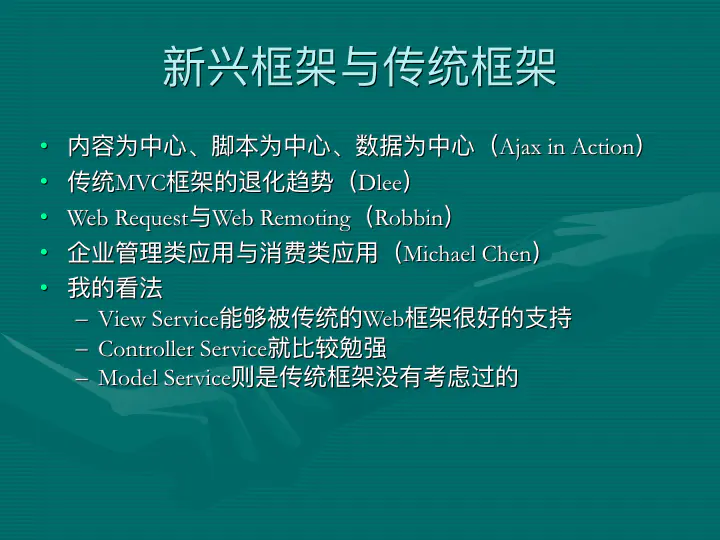 新兴框架与传统框架
• 内容为中心、脚本为中心、数据为中心（Ajax in Action）
• 传统MVC框架的退化趋势（Dlee）
• Web Request与Web Remoting（Robbin）
• 企业管理类应用与消费类应用（Michael Chen）
• 我的看法
– View Service能够被传统的Web框架很好的支持
– Controller Service就比较勉强
– Model Service则是传统框架没有考虑过的